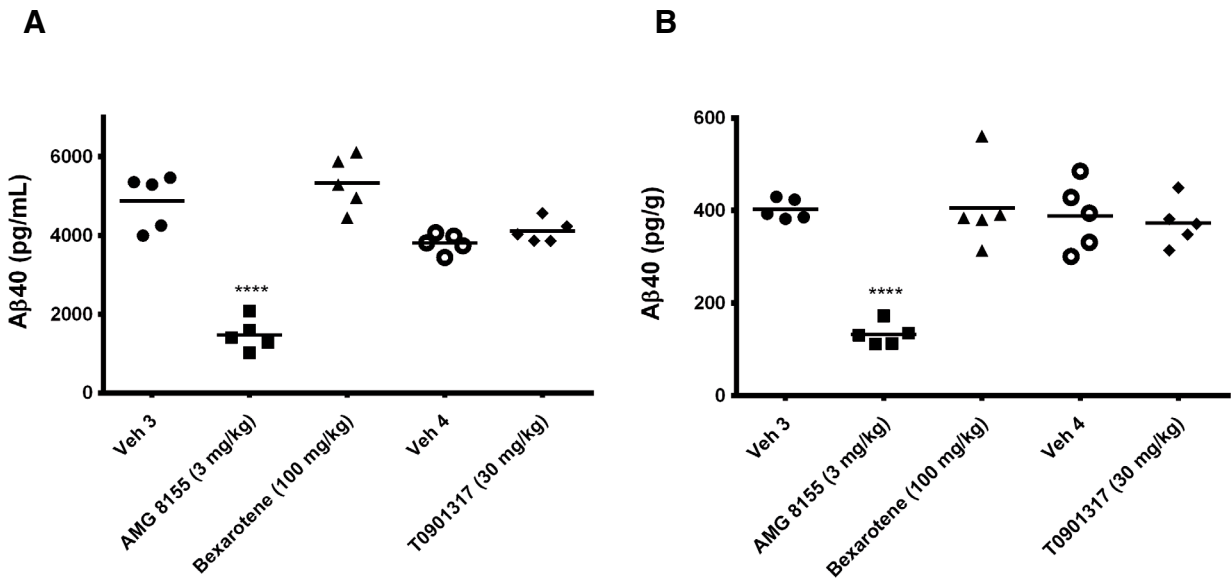 A
Aβ40 (pg/mL)
6000
4000
2000
0
****
Veh 3
AMG 8155 (3 mg/kg)
Bexarotene (100 mg/kg)
Veh 4
T0901317 (30 mg/kg)
B
Aβ40 (pg/g)
600
400
200
0
****
Veh 3
AMG 8155 (3 mg/kg)
Bexarotene (100 mg/kg)
Veh 4
T0901317 (30 mg/kg)